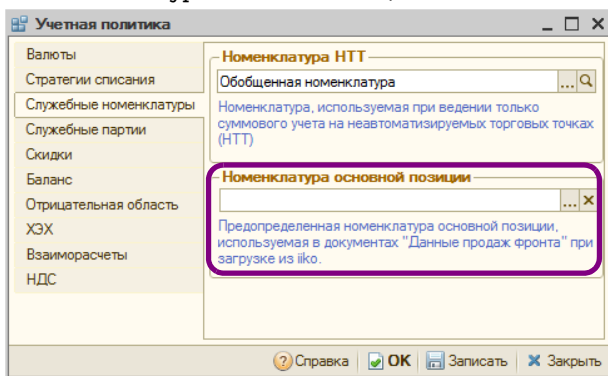 Учетная политика
Валюты
Стратегии списания
Служебные номенклатуры
Служебные партии
Скидки
Баланс
Отрицательная область
ХЭХ
Взаиморасчеты
НДС
Номенклатура НТТ
Обобщенная номенклатура
...
Номенклатура, используемая при ведении только
суммового учета на неавтоматизируемых торговых точках
(НТТ)
Номенклатура основной позиции
...
Предопределенная номенклатура основной позиции,
используемая в документах "Данные продаж фронта" при
загрузке из iiko.
Справка OK Записать Закрыть